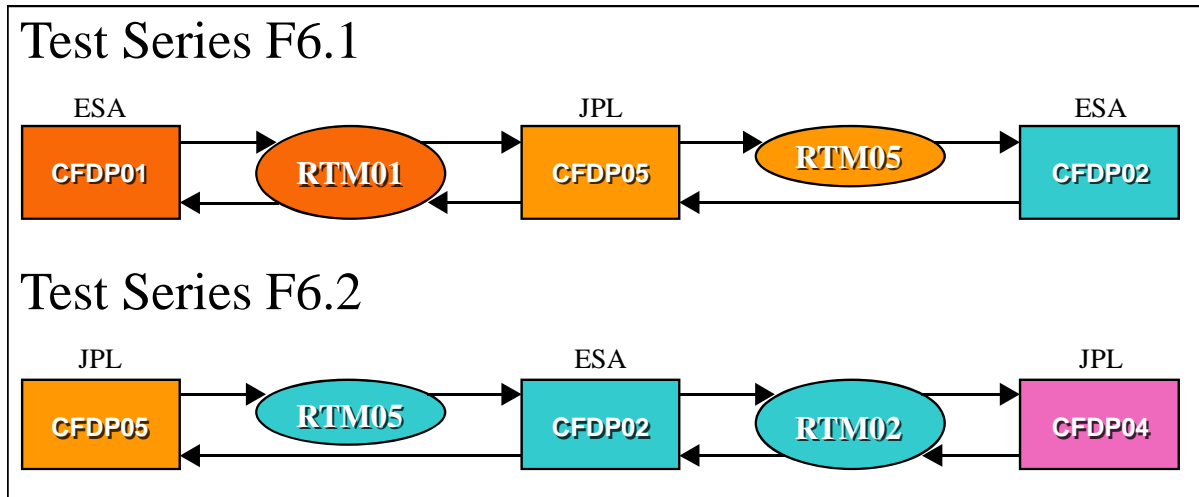 Test Series F6.1
ESA JPL ESA
CFDP01 RTM01 CFDP05 RTM05 CFDP02
Test Series F6.2
JPL ESA JPL
CFDP05 RTM05 CFDP02 RTM02 CFDP04